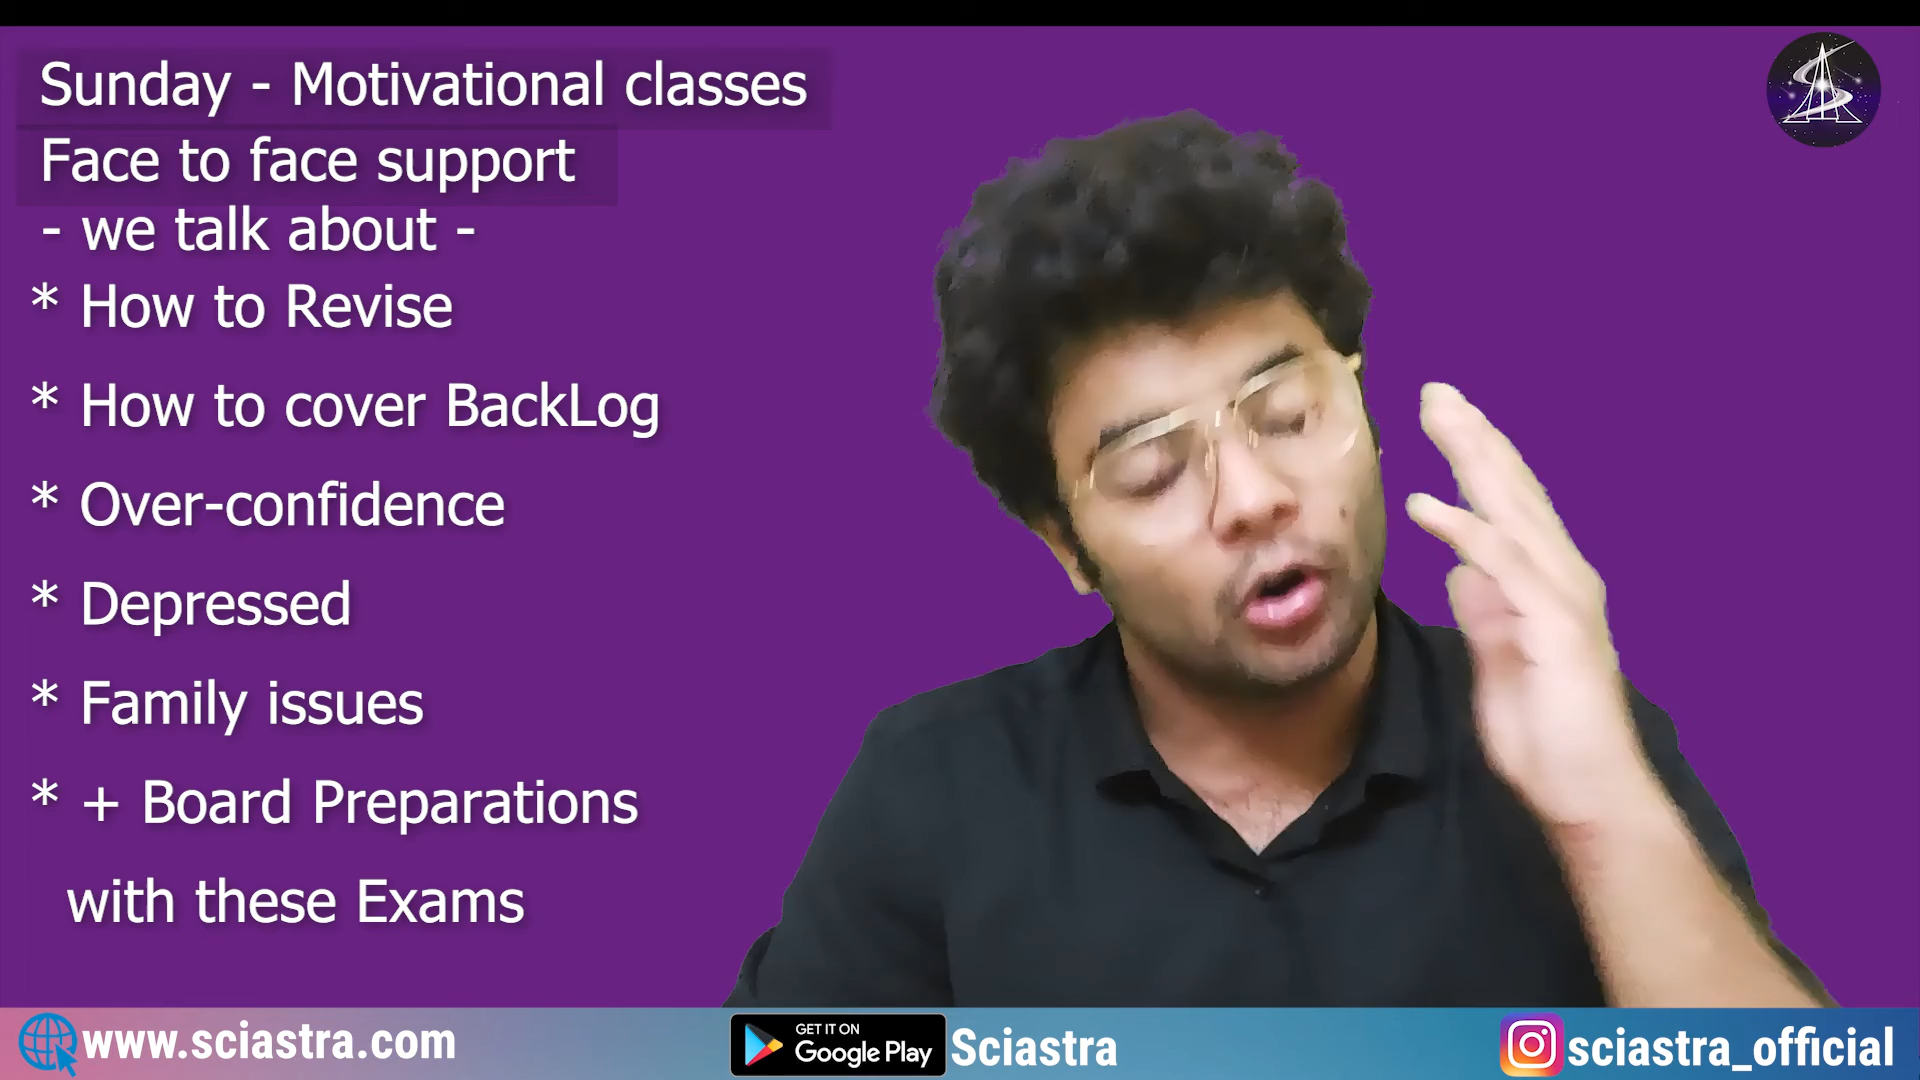 Sunday - Motivational classes
Face to face support
- we talk about -
* How to Revise
* How to cover BackLog
* Over-confidence
* Depressed
* Family issues
* + Board Preparations
with these Exams
www.sciastra.com
GET IT ON
Google Play
Sciastra
sciastra_official